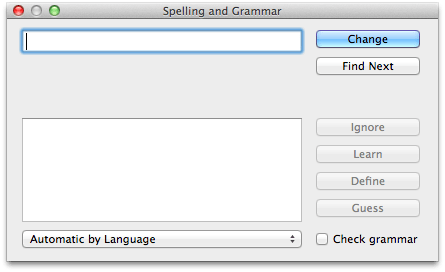 Spelling and Grammar
Change
Find Next
Ignore
Learn
Define
Guess
Automatic by Language
Check grammar